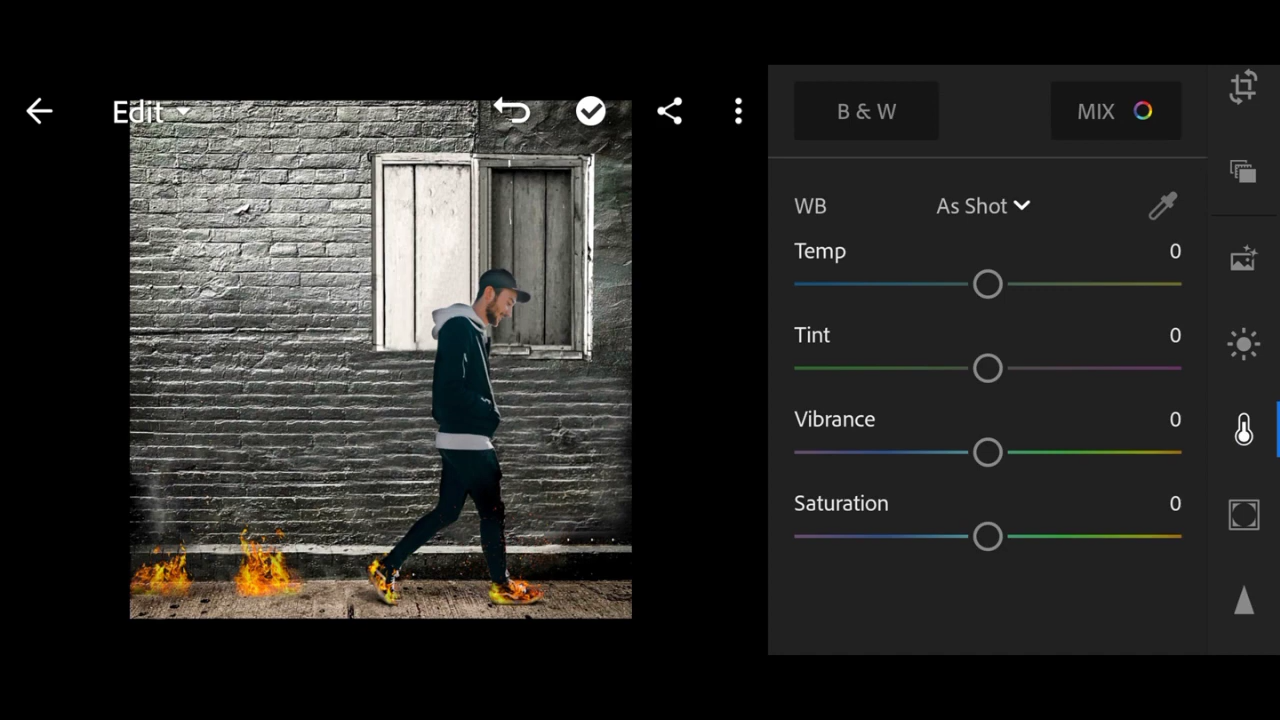 Edit
B & W
MIX
WB As Shot
Temp 0
Tint 0
Vibrance 0
Saturation 0